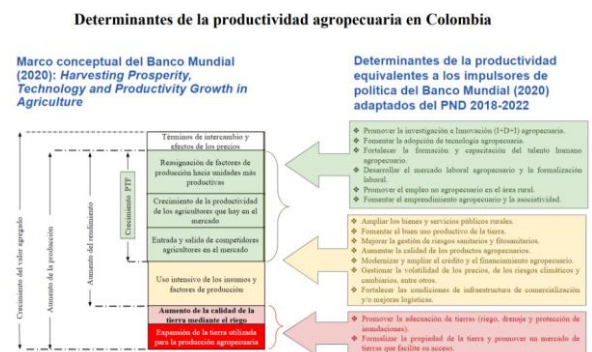 Determinantes de la productividad agropecuaria en Colombia
Marco conceptual del Banco Mundial
(2020): Harvesting Prosperity,
Technology and Productivity Growth in
Agriculture
Determinantes de la productividad
equivalentes a los impulsores de
política del Banco Mundial (2020)
adaptados del PND 2018-2022
Crecimiento del valor agregado
Aumento de la producción
Aumento del rendimiento
Crecimiento PTF
Términos de intercambio y
efectos de los precios
Reasignación de factores de
producción hacia unidades más
productivas
Crecimiento de la productividad
de los agricultores que hay en el
mercado
Entrada y salida de competidores
agricultores en el mercado
Uso intensivo de los insumos y
factores de producción
Aumento de la calidad de la
tierra mediante el riego
Expansión de la tierra utilizada
para la producción agropecuaria
❖ Promover la investigación e Innovación (I+D+I) agropecuaria.
❖ Fomentar la adopción de tecnología agropecuaria.
❖ Fortalecer la formación y capacitación del talento humano
agropecuario.
❖ Desarrollar el mercado laboral agropecuario y la formalización
laboral.
❖ Promover el empleo no agropecuario en el área rural.
❖ Fomentar el emprendimiento agropecuario y la asociatividad.
❖ Ampliar los bienes y servicios públicos rurales.
❖ Fomentar el buen uso productivo de la tierra.
❖ Mejorar la gestión de riesgos sanitarios y fitosanitarios.
❖ Aumentar la calidad de los productos agropecuarios.
❖ Modernizar y ampliar el crédito y el financiamiento agropecuario.
❖ Gestionar la volatilidad de los precios, de los riesgos climáticos y
cambiarios, entre otros.
❖ Fortalecer las condiciones de infraestructura de comercialización
y/o mejoras logísticas.
❖ Promover la adecuación de tierras (riego, drenaje y protección de
inundaciones).
❖ Formalizar la propiedad de la tierra y promover un mercado de
tierras que facilite su acceso.